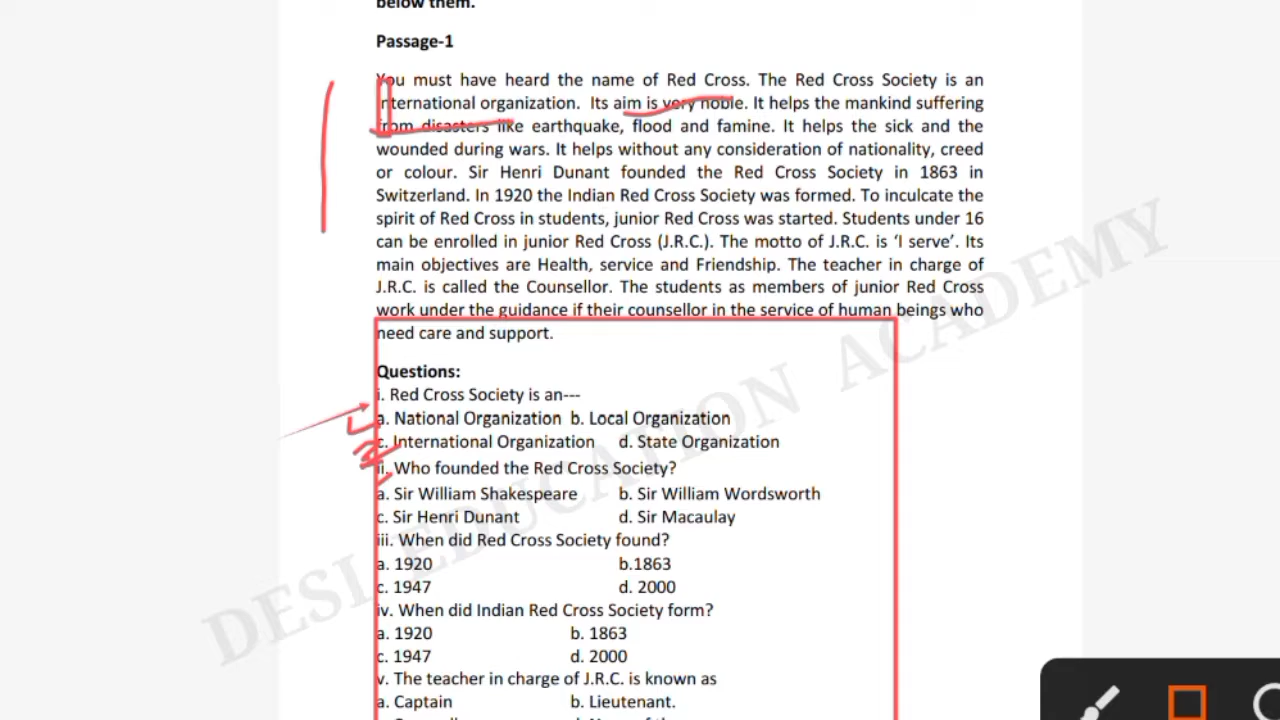 below them.
Passage-1
You must have heard the name of Red Cross. The Red Cross Society is an
international organization. Its aim is very noble. It helps the mankind suffering
from disasters like earthquake, flood and famine. It helps the sick and the
wounded during wars. It helps without any consideration of nationality, creed
or colour. Sir Henri Dunant founded the Red Cross Society in 1863 in
Switzerland. In 1920 the Indian Red Cross Society was formed. To inculcate the
spirit of Red Cross in students, junior Red Cross was started. Students under 16
can be enrolled in junior Red Cross (J.R.C.). The motto of J.R.C. is ‘I serve’. Its
main objectives are Health, service and Friendship. The teacher in charge of
J.R.C. is called the Counsellor. The students as members of junior Red Cross
work under the guidance if their counsellor in the service of human beings who
need care and support.
Questions:
i. Red Cross Society is an---
a. National Organization b. Local Organization
c. International Organization d. State Organization
ii. Who founded the Red Cross Society?
a. Sir William Shakespeare b. Sir William Wordsworth
c. Sir Henri Dunant d. Sir Macaulay
iii. When did Red Cross Society found?
a. 1920 b.1863
c. 1947 d. 2000
iv. When did Indian Red Cross Society form?
a. 1920 b. 1863
c. 1947 d. 2000
v. The teacher in charge of J.R.C. is known as
a. Captain b. Lieutenant.
DESI EDUCATION ACADEMY